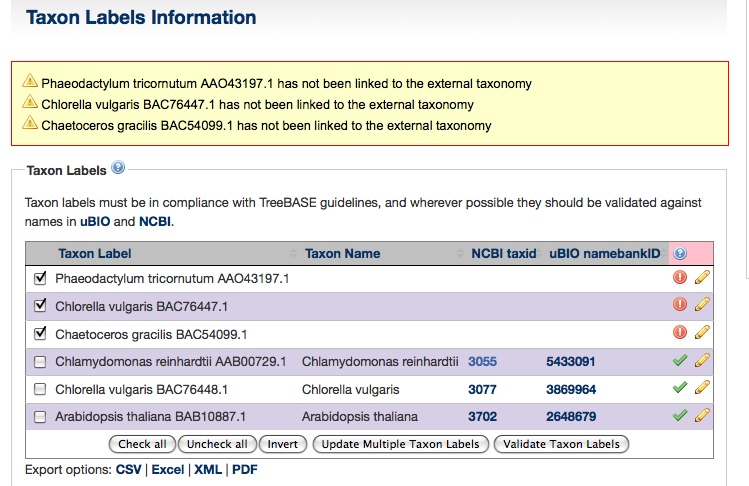 Taxon Labels Information
Phaeodactylum tricornutum AAO43197.1 has not been linked to the external taxonomy
Chlorella vulgaris BAC76447.1 has not been linked to the external taxonomy
Chaetoceros gracilis BAC54099.1 has not been linked to the external taxonomy
Taxon Labels ?
Taxon labels must be in compliance with TreeBASE guidelines, and wherever possible they should be validated against
names in uBIO and NCBI.
Taxon Label Taxon Name NCBI taxid uBIO namebankID ?
Phaeodactylum tricornutum AAO43197.1
Chlorella vulgaris BAC76447.1
Chaetoceros gracilis BAC54099.1
Chlamydomonas reinhardtii AAB00729.1 Chlamydomonas reinhardtii 3055 5433091
Chlorella vulgaris BAC76448.1 Chlorella vulgaris 3077 3869964
Arabidopsis thaliana BAB10887.1 Arabidopsis thaliana 3702 2648679
Check all Uncheck all Invert Update Multiple Taxon Labels Validate Taxon Labels
Export options: CSV | Excel | XML | PDF